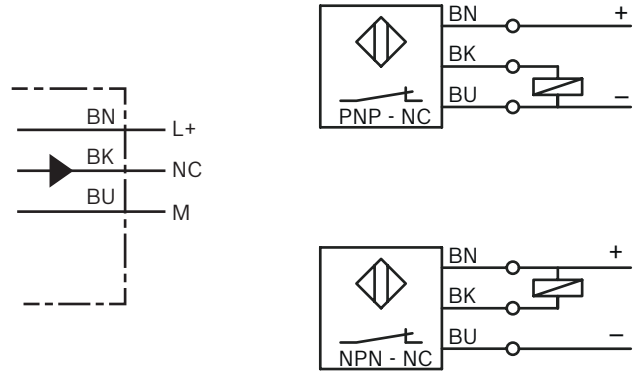 BN L+
BK NC
BU M
BN +
BK
BU −
PNP - NC
BN +
BK
BU −
NPN - NC